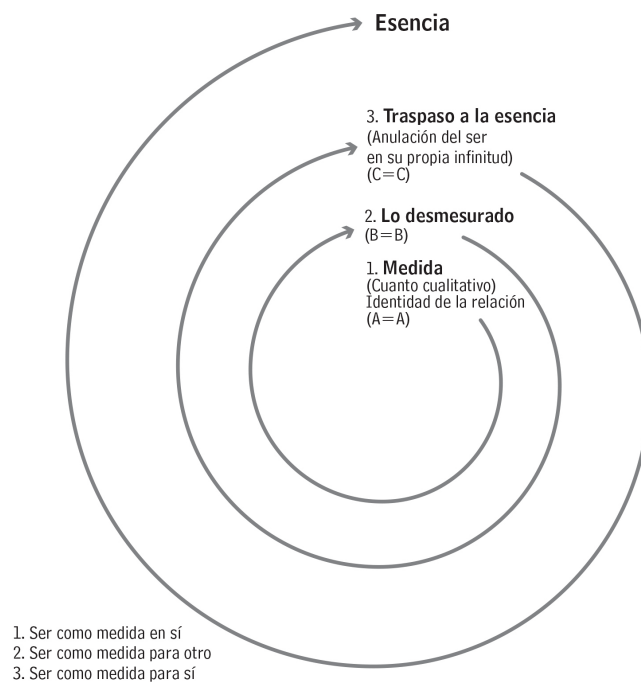 Esencia
3. Traspaso a la esencia
(Anulación del ser
en su propia infinitud)
(C=C)
2. Lo desmesurado
(B=B)
1. Medida
(Cuanto cualitativo)
Identidad de la relación
(A=A)
1. Ser como medida en sí
2. Ser como medida para otro
3. Ser como medida para sí